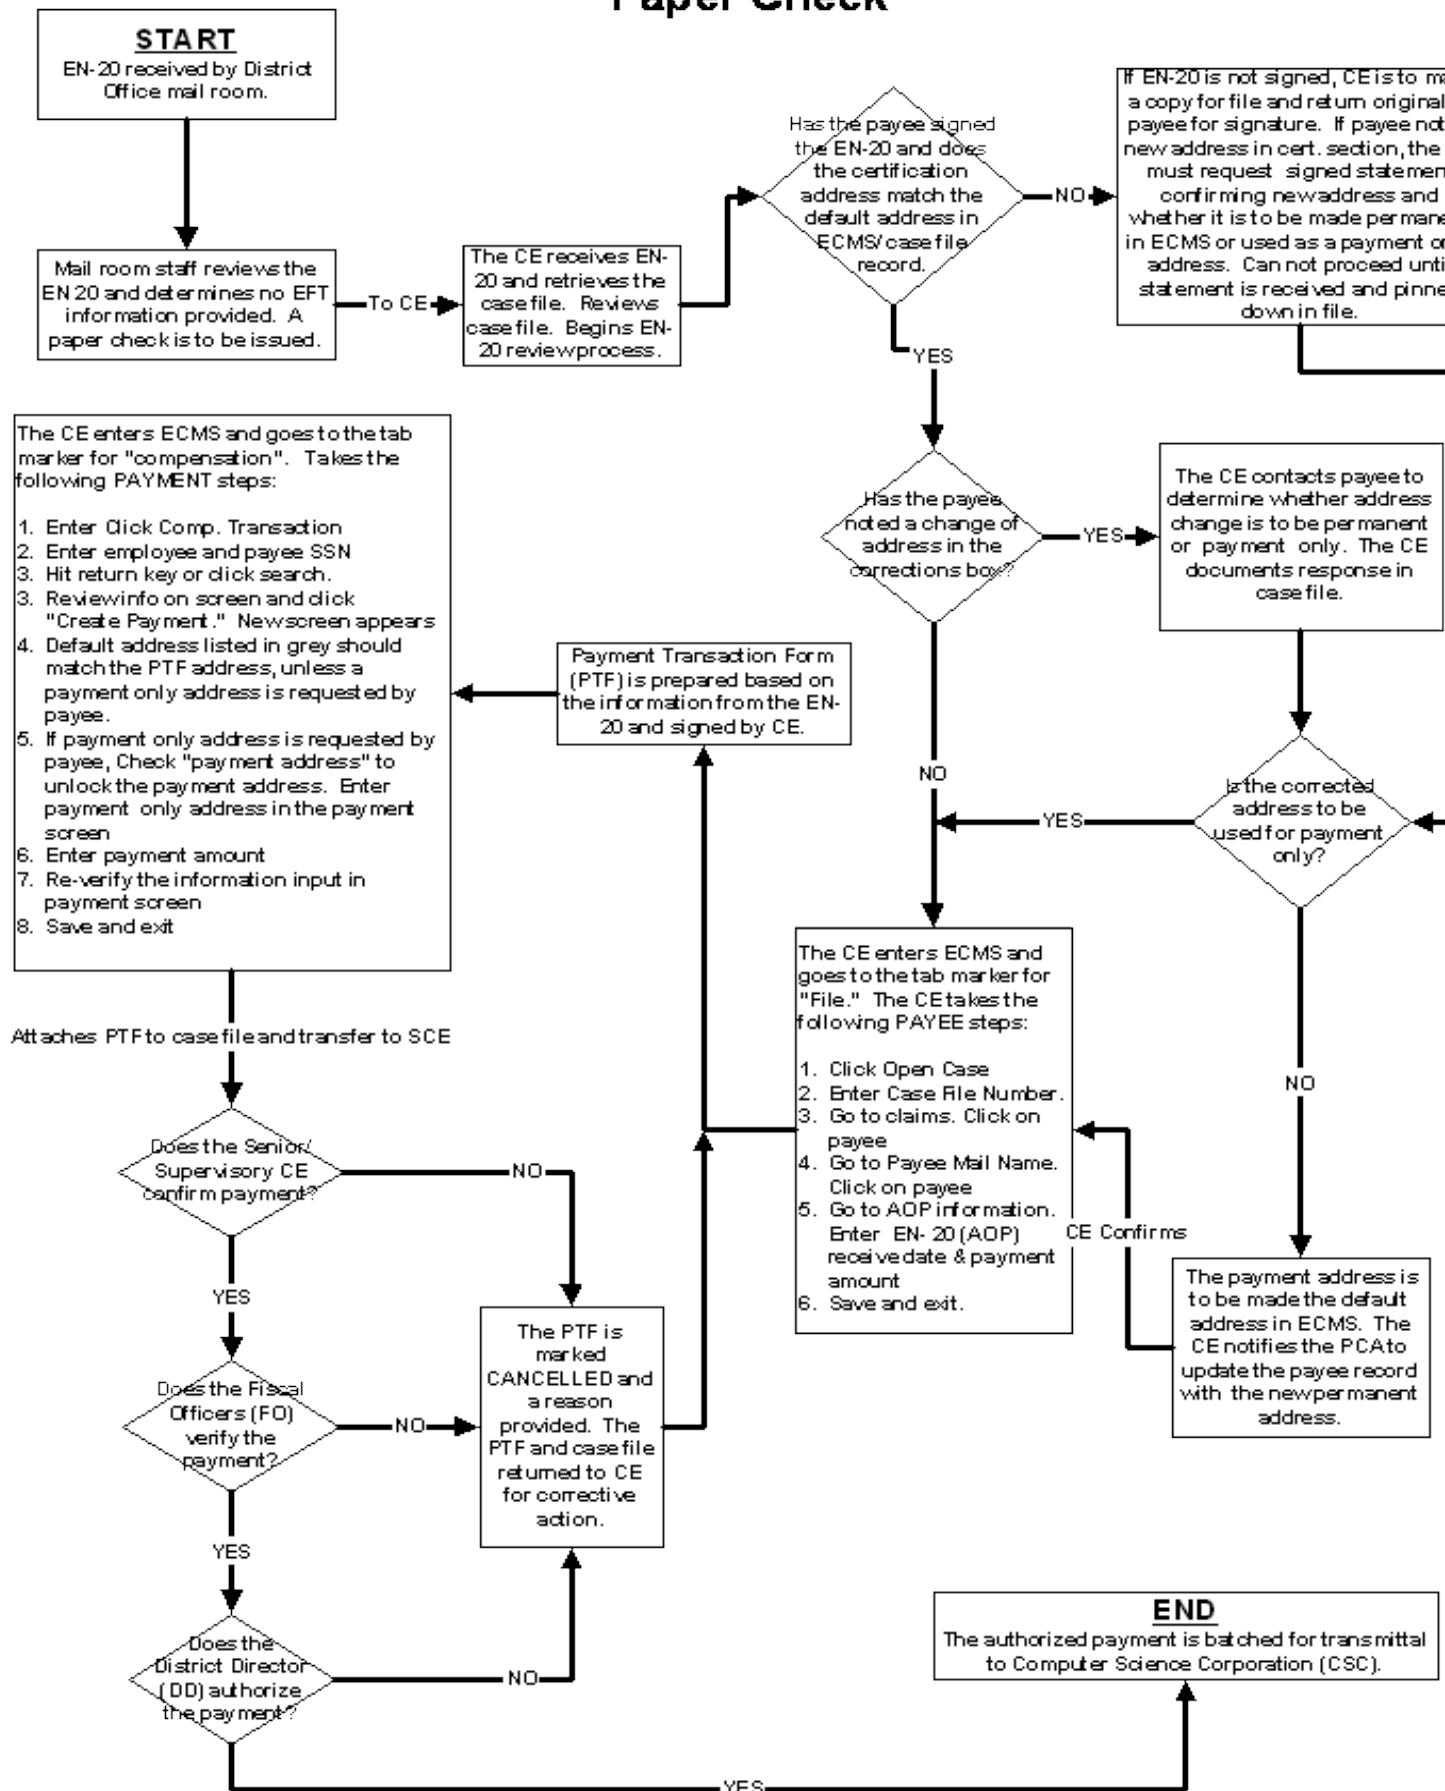 Paper Check
START
EN-20 received by District
Office mail room.
Mail room staff reviews the
EN 20 and determines no EFT
information provided. A
paper check is to be issued.
To CE
The CE receives EN-
20 and retrieves the
case file. Reviews
case file. Begins EN-
20 review process.
Has the payee signed
the EN-20 and does
the certification
address match the
default address in
ECMS/case file
record.
NO
If EN-20 is not signed, CE is to
a copy for file and return original
payee for signature. If payee
new address in cert. section, the
must request signed
confirming new address and
whether it is to be made
in ECMS or used as a payment
address. Can not proceed
statement is received and
down in file.
YES
Has the payee
noted a change of
address in the
corrections box?
YES
The CE contacts payee to
determine whether address
change is to be permanent
or payment only. The CE
documents response in
case file.
NO
Is the corrected
address to be
used for payment
only?
YES
NO
The payment address is
to be made the default
address in ECMS. The
CE notifies the PCA to
update the payee record
with the new permanent
address.
CE Confirms
The CE enters ECMS and
goes to the tab marker for
"File." The CE takes the
following PAYEE steps:
1. Click Open Case
2. Enter Case File Number.
3. Go to claims. Click on
payee
4. Go to Payee Mail Name.
Click on payee
5. Go to AOP information.
Enter EN- 20 (AOP)
receive date & payment
amount
6. Save and exit.
Payment Transaction Form
(PTF) is prepared based on
the information from the EN-
20 and signed by CE.
The CE enters ECMS and goes to the tab
marker for "compensation". Takes the
following PAYMENT steps:
1. Enter Click Comp. Transaction
2. Enter employee and payee SSN
3. Hit return key or click search.
3. Review info on screen and click
"Create Payment." New screen appears
4. Default address listed in grey should
match the PTF address, unless a
payment only address is requested by
payee.
5. If payment only address is requested by
payee, Check "payment address" to
unlock the payment address. Enter
payment only address in the payment
screen
6. Enter payment amount
7. Re-verify the information input in
payment screen
8. Save and exit
Attaches PTF to case file and transfer to SCE
Does the Senior/
Supervisory CE
confirm payment?
NO
YES
Does the Fiscal
Officers (FO)
verify the
payment?
NO
The PTF is
marked
CANCELLED and
a reason
provided. The
PTF and case file
returned to CE
for corrective
action.
YES
Does the
District Director
(DD) authorize
the payment?
NO
YES
END
The authorized payment is batched for transmittal
to Computer Science Corporation (CSC).